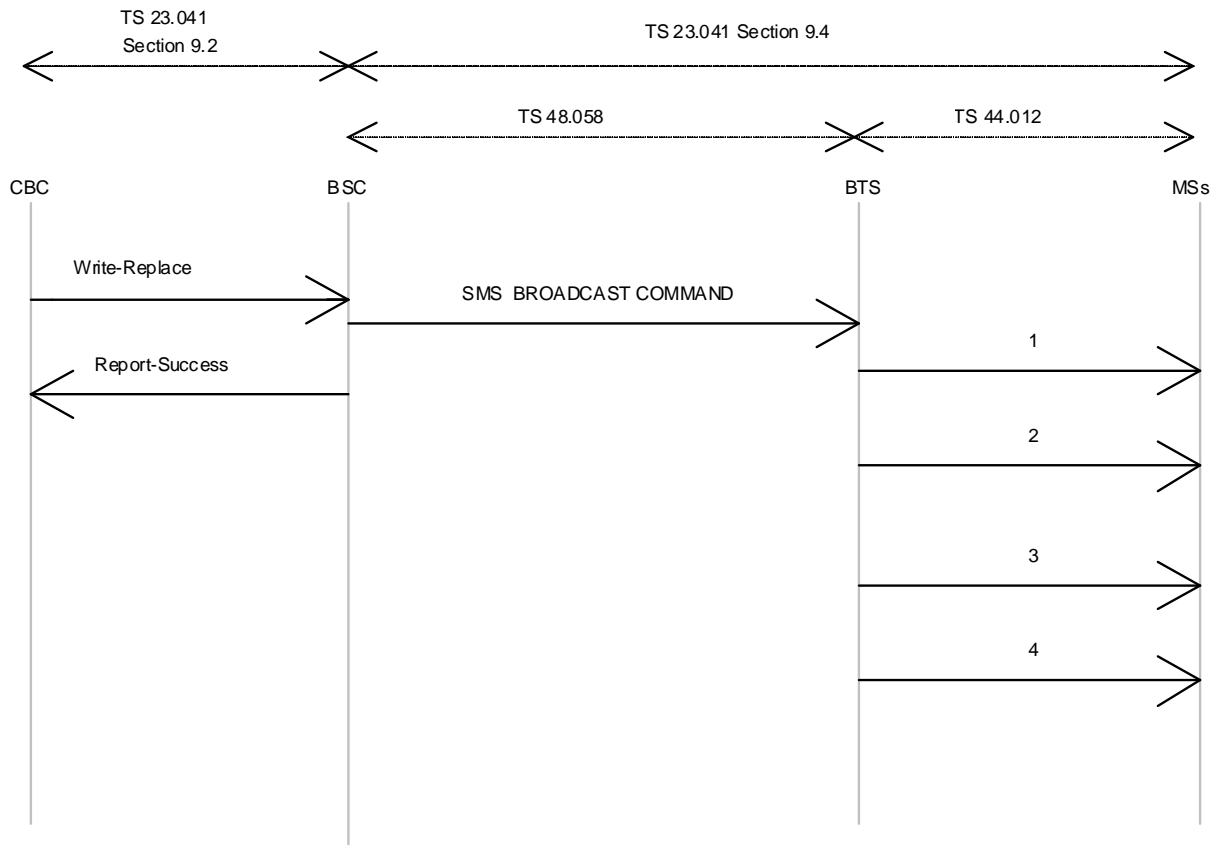 TS 23.041
Section 9.2
TS 23.041 Section 9.4
TS 48.058
TS 44.012
CBC
BSC
BTS
MSs
Write-Replace
SMS BROADCAST COMMAND
1
Report-Success
2
3
4